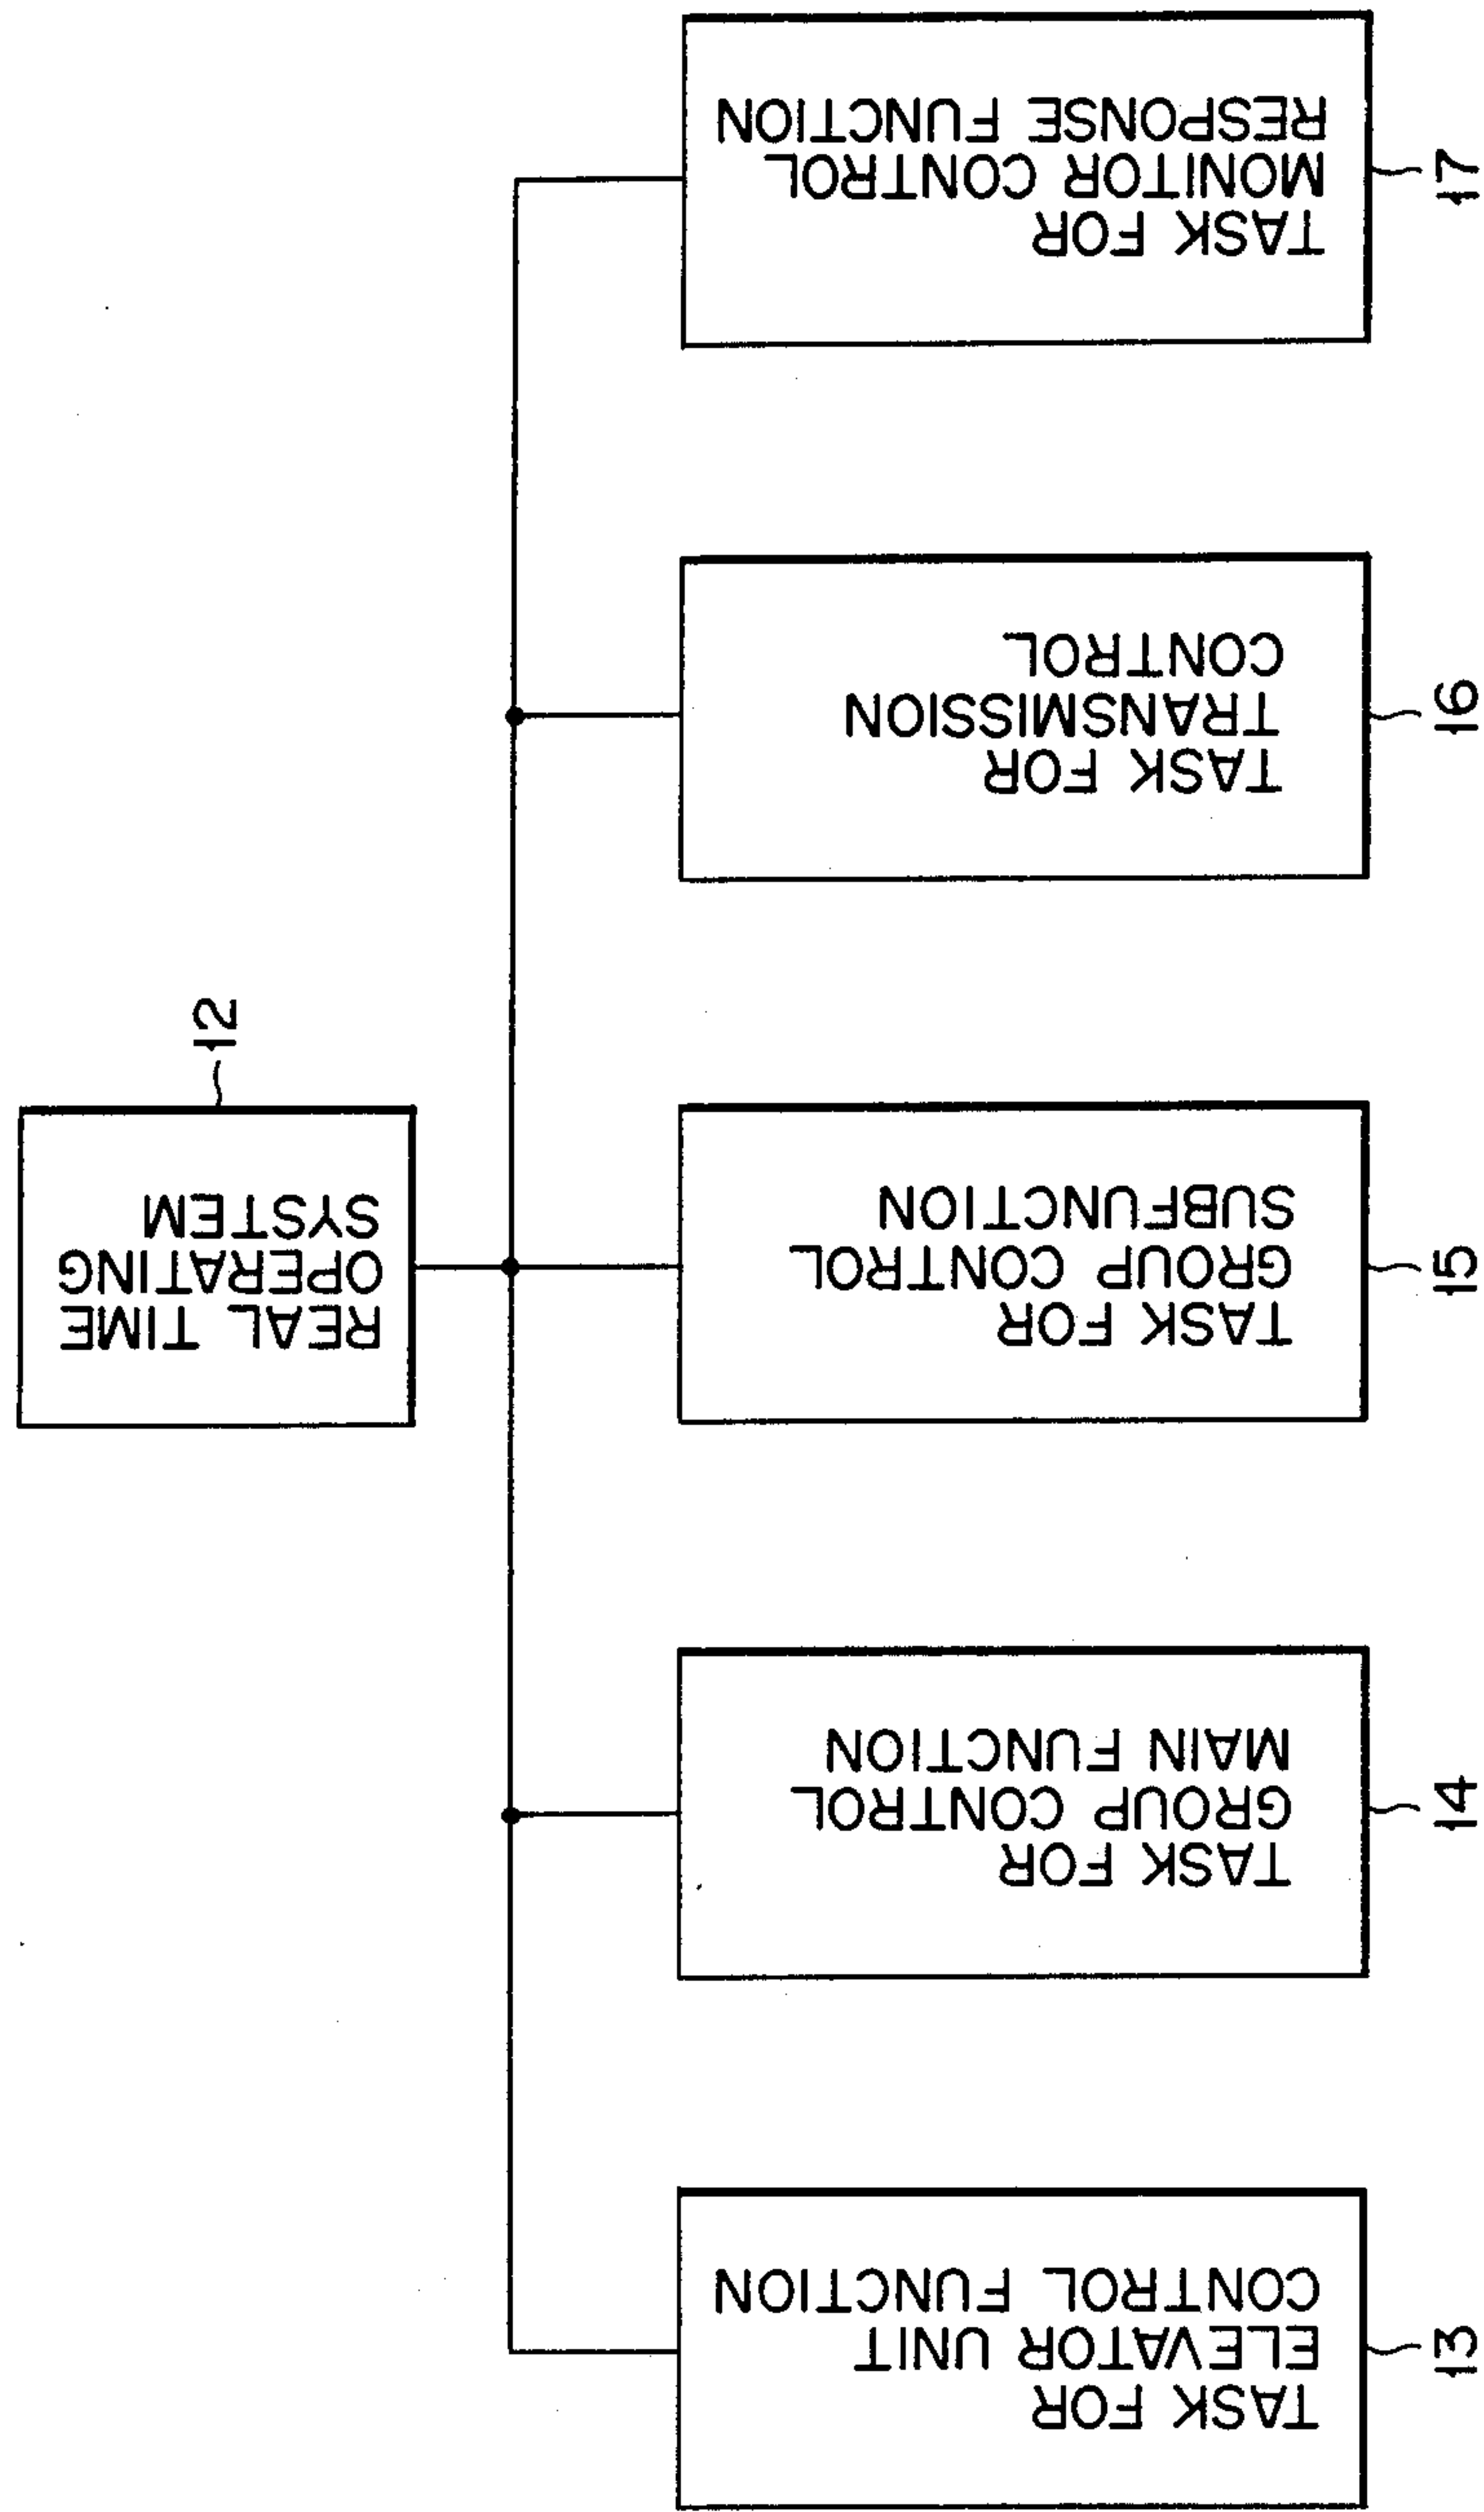 REAL TIME
OPERATING
SYSTEM
12
TASK FOR
ELEVATOR UNIT
CONTROL FUNCTION
13
TASK FOR
GROUP CONTROL
MAIN FUNCTION
14
TASK FOR
GROUP CONTROL
SUBFUNCTION
15
TASK FOR
TRANSMISSION
CONTROL
16
TASK FOR
MONITOR CONTROL
RESPONSE FUNCTION
17